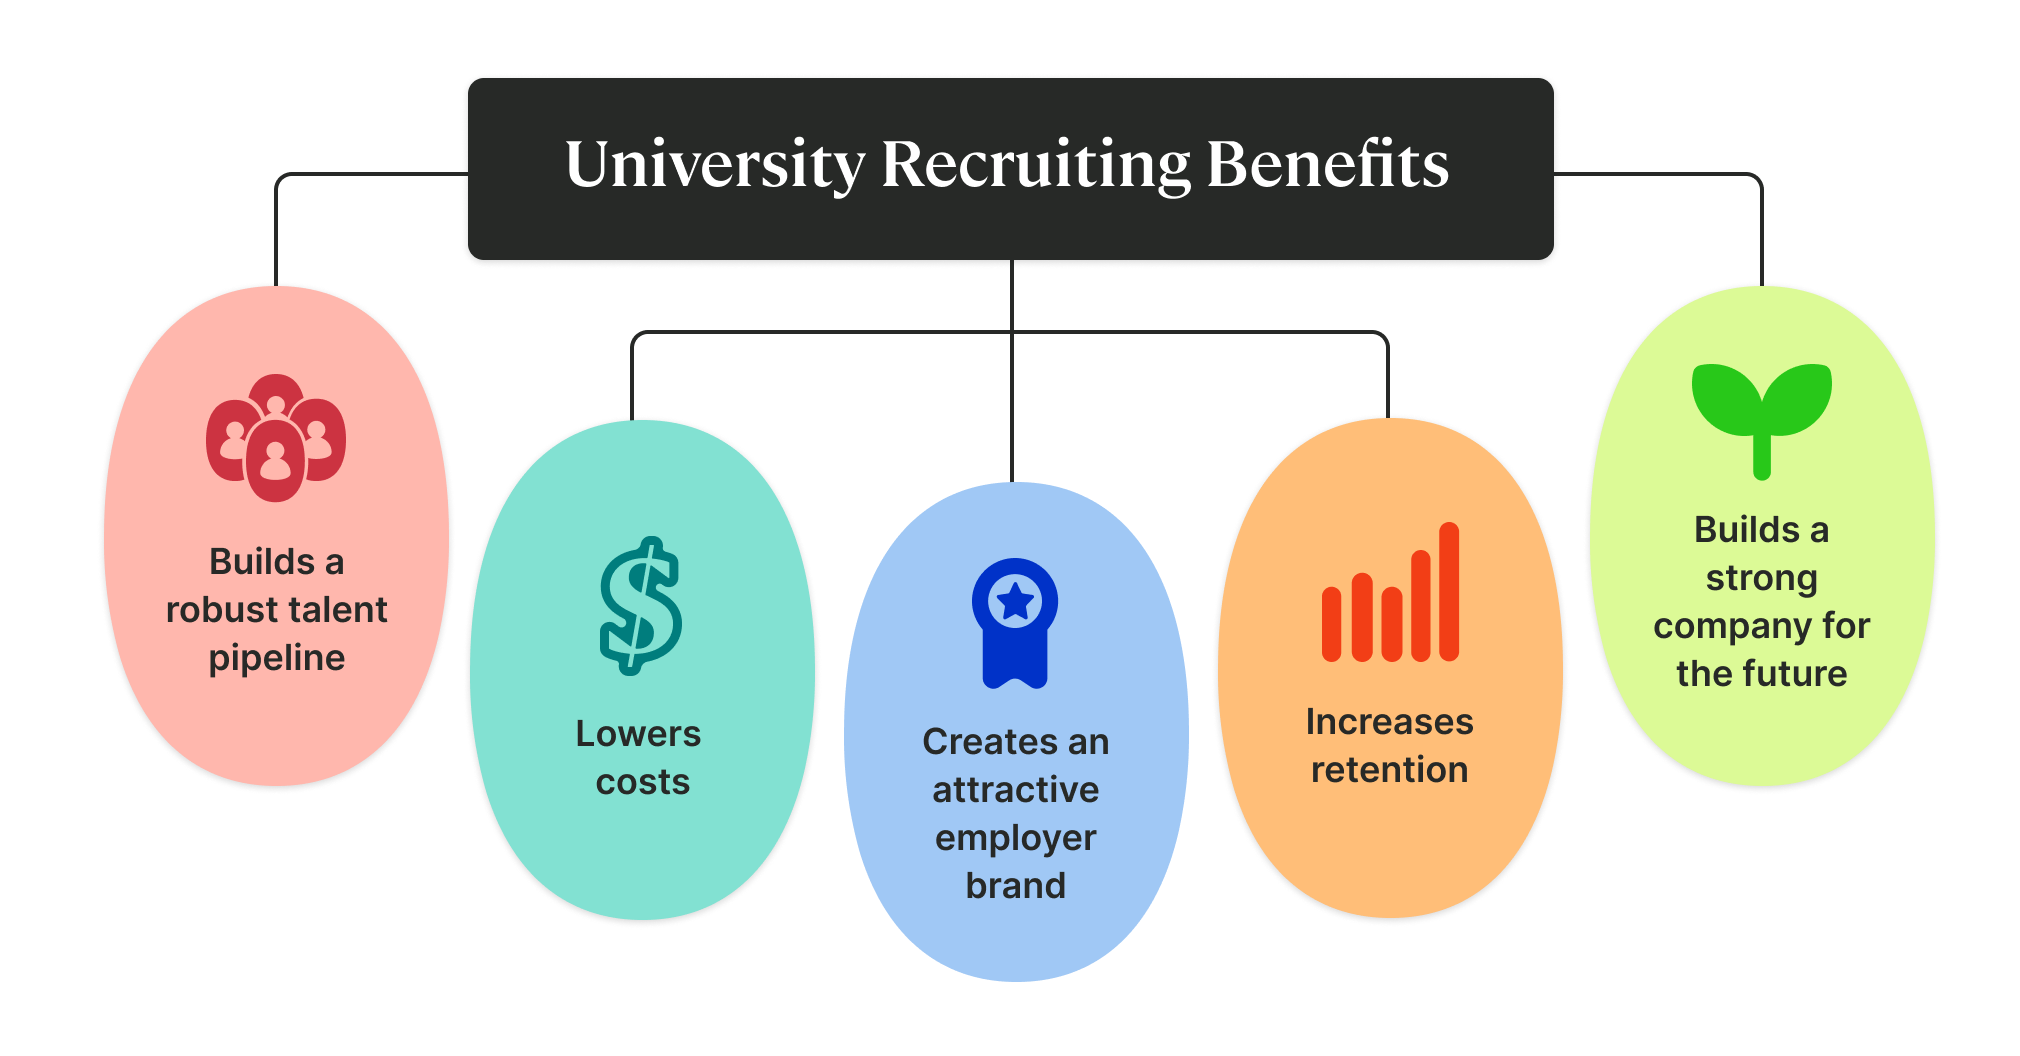 University Recruiting Benefits
Builds a
robust talent
pipeline
Lowers
costs
Creates an
attractive
employer
brand
Increases
retention
Builds a
strong
company for
the future